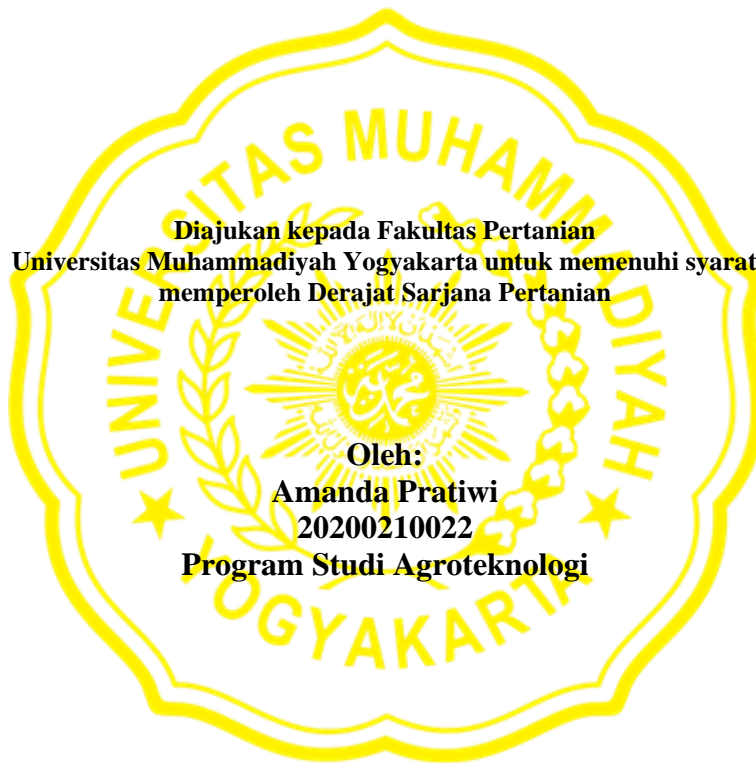 UNIVERSITAS MUHAMMADIYAH
Diajukan kepada Fakultas Pertanian
Universitas Muhammadiyah Yogyakarta untuk memenuhi syarat
memperoleh Derajat Sarjana Pertanian
Oleh:
Amanda Pratiwi
20200210022
Program Studi Agroteknologi
YOGYAKARTA